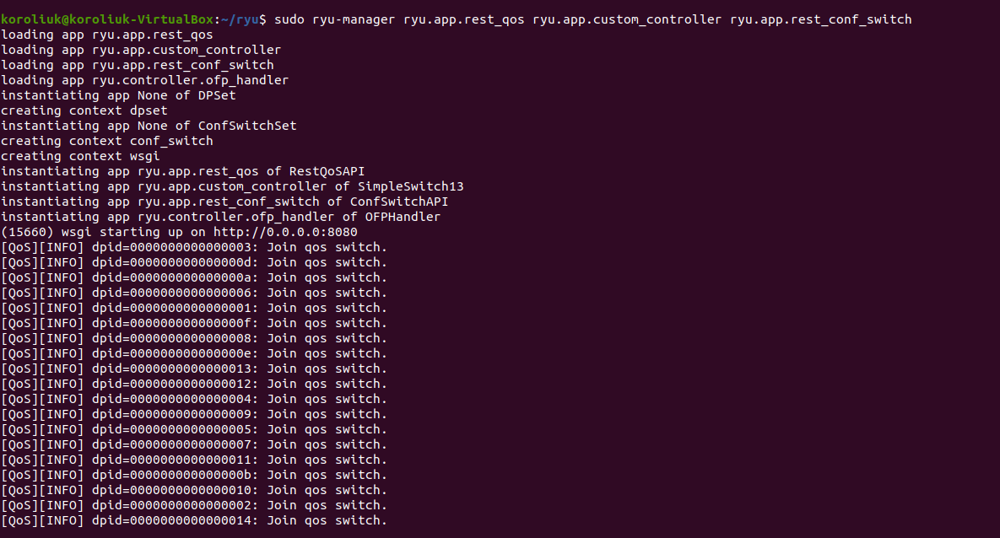 koroliuk@koroliuk-VirtualBox:~/ryu$ sudo ryu-manager ryu.app.rest_qos ryu.app.custom_controller ryu.app.rest_conf_switch
loading app ryu.app.rest_qos
loading app ryu.app.custom_controller
loading app ryu.app.rest_conf_switch
loading app ryu.controller.ofp_handler
instantiating app None of DPSet
creating context dpset
instantiating app None of ConfSwitchSet
creating context conf_switch
creating context wsgi
instantiating app ryu.app.rest_qos of RestQoSAPI
instantiating app ryu.app.custom_controller of SimpleSwitch13
instantiating app ryu.app.rest_conf_switch of ConfSwitchAPI
instantiating app ryu.controller.ofp_handler of OFPHandler
(15660) wsgi starting up on http://0.0.0.0:8080
[QoS][INFO] dpid=0000000000000003: Join qos switch.
[QoS][INFO] dpid=000000000000000d: Join qos switch.
[QoS][INFO] dpid=000000000000000a: Join qos switch.
[QoS][INFO] dpid=0000000000000006: Join qos switch.
[QoS][INFO] dpid=0000000000000001: Join qos switch.
[QoS][INFO] dpid=000000000000000f: Join qos switch.
[QoS][INFO] dpid=0000000000000008: Join qos switch.
[QoS][INFO] dpid=000000000000000e: Join qos switch.
[QoS][INFO] dpid=0000000000000013: Join qos switch.
[QoS][INFO] dpid=0000000000000012: Join qos switch.
[QoS][INFO] dpid=0000000000000004: Join qos switch.
[QoS][INFO] dpid=0000000000000009: Join qos switch.
[QoS][INFO] dpid=0000000000000005: Join qos switch.
[QoS][INFO] dpid=0000000000000007: Join qos switch.
[QoS][INFO] dpid=0000000000000011: Join qos switch.
[QoS][INFO] dpid=000000000000000b: Join qos switch.
[QoS][INFO] dpid=0000000000000010: Join qos switch.
[QoS][INFO] dpid=0000000000000002: Join qos switch.
[QoS][INFO] dpid=0000000000000014: Join qos switch.